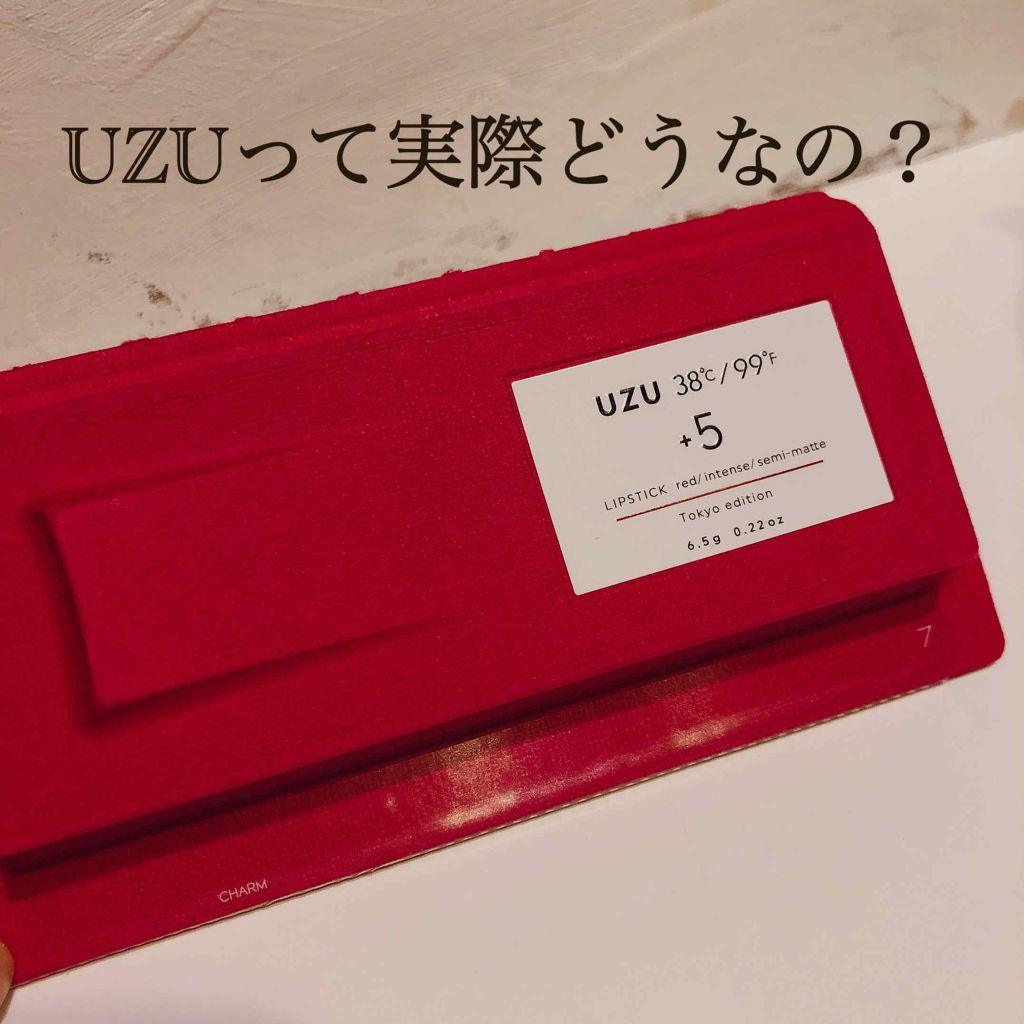 UZUって実際どうなの？
UZU 38℃/99°F
+5
LIPSTICK red/intense/semi-matte
Tokyo edition
6.5g 0.22oz
7
CHARM